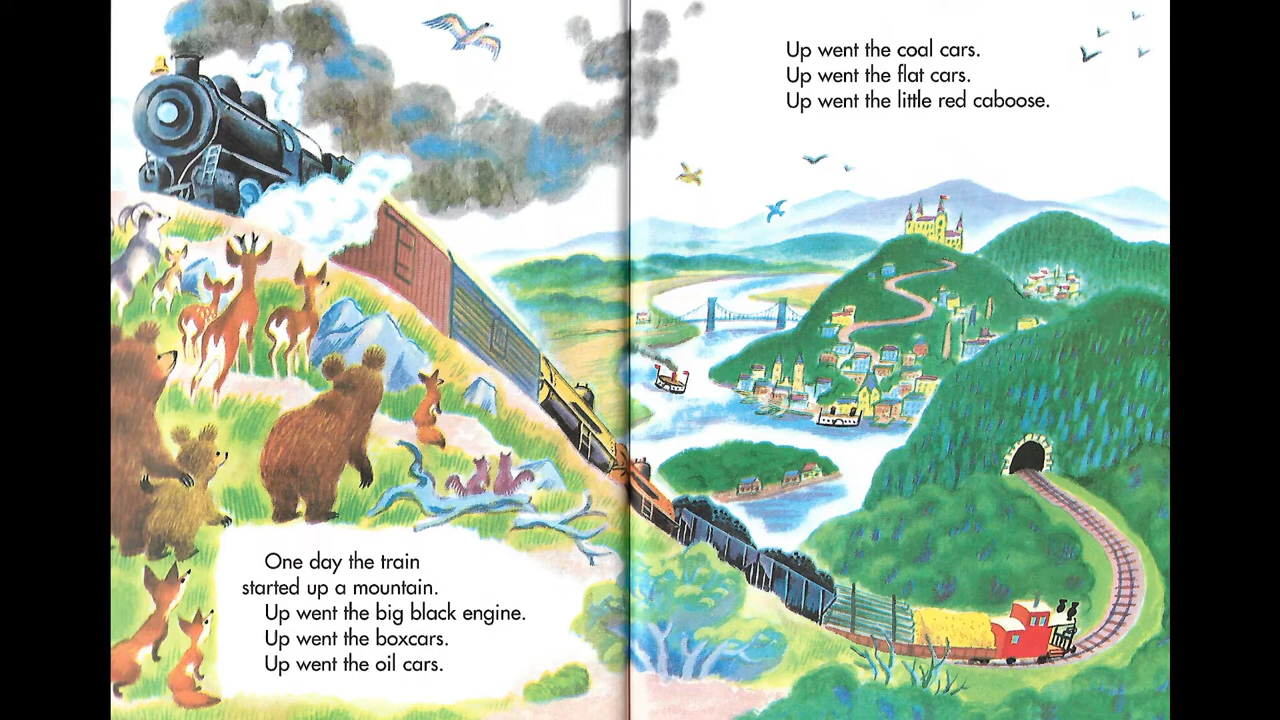 One day the train
started up a mountain.
Up went the big black engine.
Up went the boxcars.
Up went the oil cars.
Up went the coal cars.
Up went the flat cars.
Up went the little red caboose.